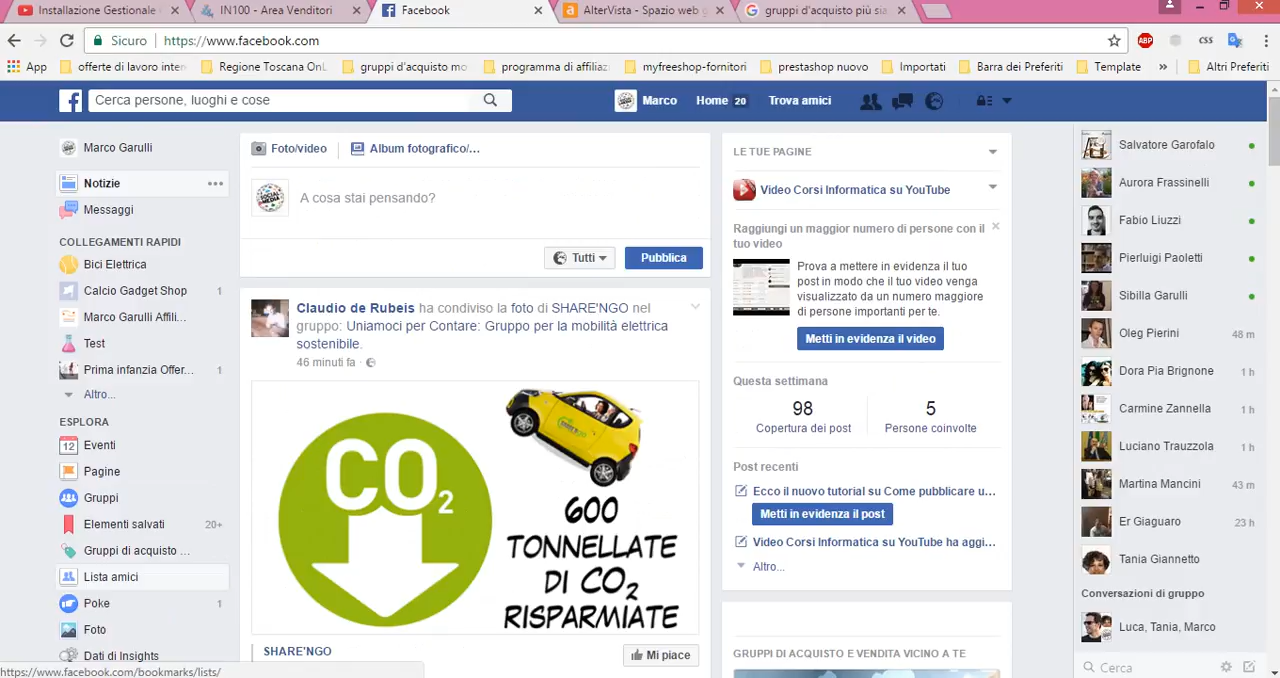 Installazione Gestionale
IN100 - Area Venditori
Facebook
AlterVista - Spazio web g
gruppi d'acquisto più sia
Sicuro
https://www.facebook.com
ABP
CSS
App
offerte di lavoro inter
Regione Toscana OnL
gruppi d'acquisto mo
programma di affiliaz
myfreeshop-fornitori
prestashop nuovo
Importati
Barra dei Preferiti
Template
»
Altri Preferiti
Cerca persone, luoghi e cose
Marco
Home 20
Trova amici
Marco Garulli
Notizie
Messaggi
COLLEGAMENTI RAPIDI
Bici Elettrica
Calcio Gadget Shop 1
Marco Garulli Affili...
Test
Prima infanzia Offer... 1
Altro...
ESPLORA
12 Eventi
Pagine
Gruppi
Elementi salvati 20+
Gruppi di acquisto ...
Lista amici
Poke 1
Foto
Dati di Insights
https://www.facebook.com/bookmarks/lists/
Foto/video
Album fotografico/...
A cosa stai pensando?
Tutti
Pubblica
Claudio de Rubeis ha condiviso la foto di SHARE'NGO nel
gruppo: Uniamoci per Contare: Gruppo per la mobilità elettrica
sostenibile.
46 minuti fa ·
CO2
600
TONNELLATE
DI CO2
RISPARMIATE
SHARE'NGO
Mi piace
LE TUE PAGINE
Video Corsi Informatica su YouTube
Raggiungi un maggior numero di persone con il
tuo video
Prova a mettere in evidenza il tuo
post in modo che il tuo video venga
visualizzato da un numero maggiore
di persone importanti per te.
Metti in evidenza il video
Questa settimana
98
Copertura dei post
5
Persone coinvolte
Post recenti
Ecco il nuovo tutorial su Come pubblicare u...
Metti in evidenza il post
Video Corsi Informatica su YouTube ha aggi...
Altro...
GRUPPI DI ACQUISTO E VENDITA VICINO A TE
Salvatore Garofalo
Aurora Frassinelli
Fabio Liuzzi
Pierluigi Paoletti
Sibilla Garulli
Oleg Pierini 48 m
Dora Pia Brignone 1 h
Carmine Zannella 1 h
Luciano Trauzzola 1 h
Martina Mancini 43 m
Er Giaguaro 23 h
Tania Giannetto
Conversazioni di gruppo
Luca, Tania, Marco
Cerca